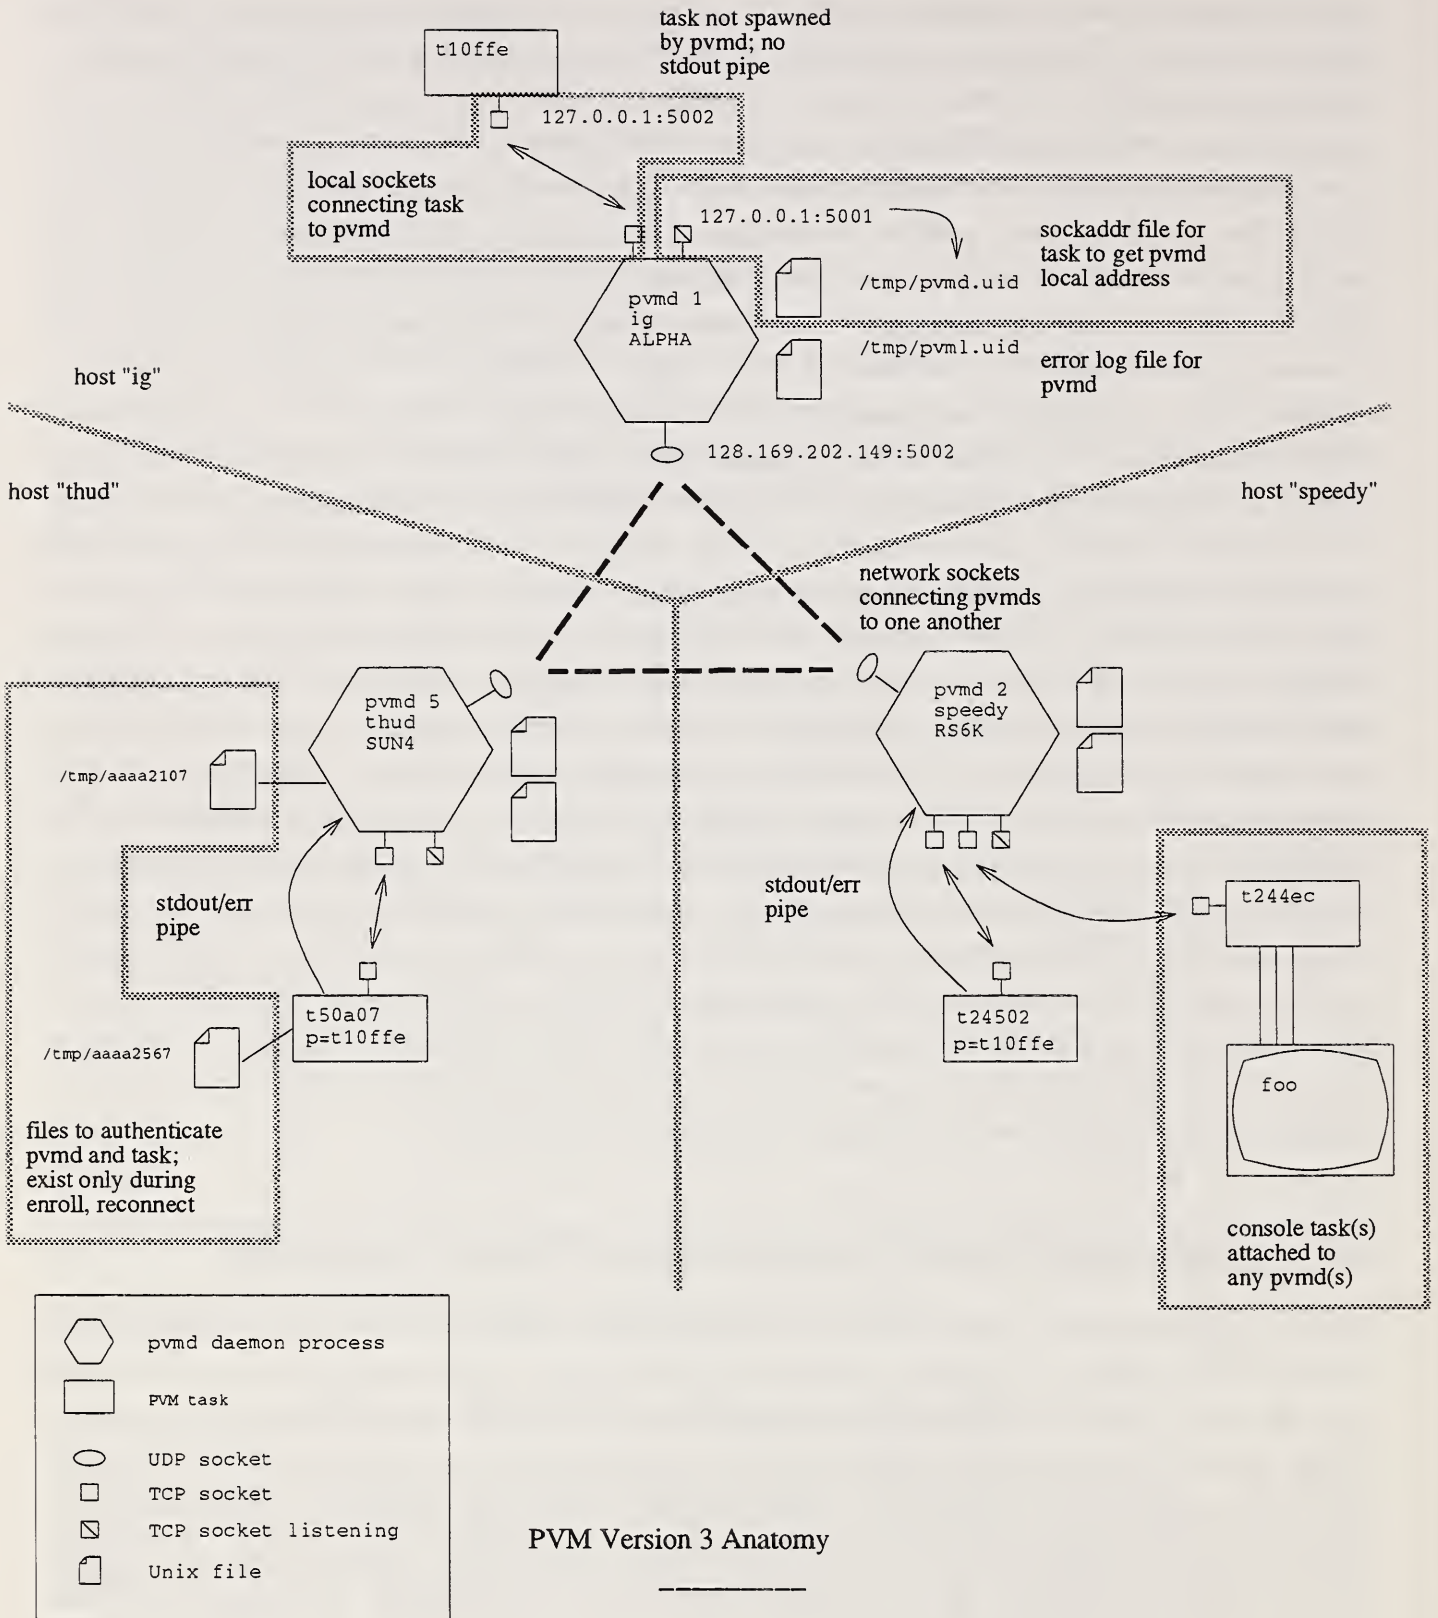 task not spawned
by pvmd; no
stdout pipe
t10ffe
127.0.0.1:5002
local sockets
connecting task
to pvmd
127.0.0.1:5001
sockaddr file for
task to get pvmd
local address
/tmp/pvmd.uid
pvmd 1
ig
ALPHA
/tmp/pvml.uid
error log file for
pvmd
host "ig"
128.169.202.149:5002
host "thud"
host "speedy"
network sockets
connecting pvmds
to one another
pvmd 5
thud
SUN4
pvmd 2
speedy
RS6K
/tmp/aaaa2107
stdout/err
pipe
stdout/err
pipe
t244ec
t50a07
p=t10ffe
t24502
p=t10ffe
/tmp/aaaa2567
foo
files to authenticate
pvmd and task;
exist only during
enroll, reconnect
console task(s)
attached to
any pvmd(s)
pvmd daemon process
PVM task
UDP socket
TCP socket
TCP socket listening
Unix file
PVM Version 3 Anatomy